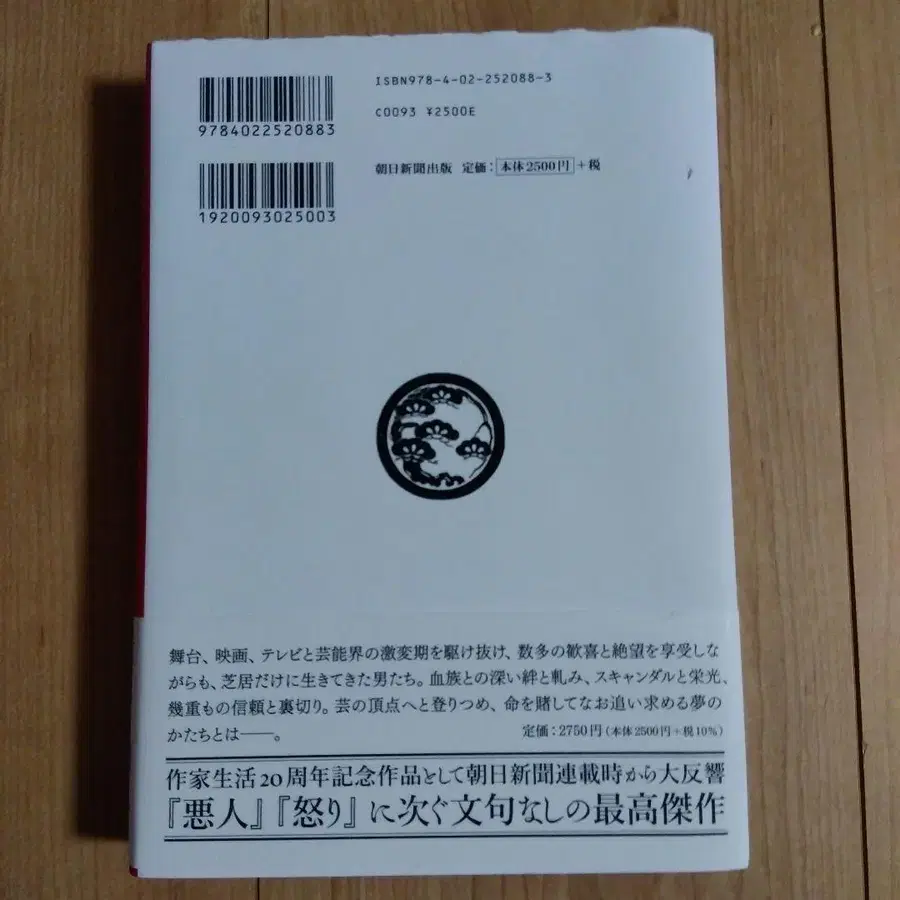 ISBN978-4-02-252088-3
9784022520883
C0093 ¥2500E
朝日新聞出版 定価：本体2500円+税
1920093025003
舞台、映画、テレビと芸能界の激変期を駆け抜け、数多の歓喜と絶望を享受しな
がらも、芝居だけに生きてきた男たち。血族との深い絆と軋み、スキャンダルと栄光、
幾重もの信頼と裏切り。芸の頂点へと登りつめ、命を賭してなお追い求める夢の
かたちとは――。
定価：2750円（本体2500円＋税10%）
作家生活20周年記念作品として朝日新聞連載時から大反響
『悪人』『怒り』に次ぐ文句なしの最高傑作